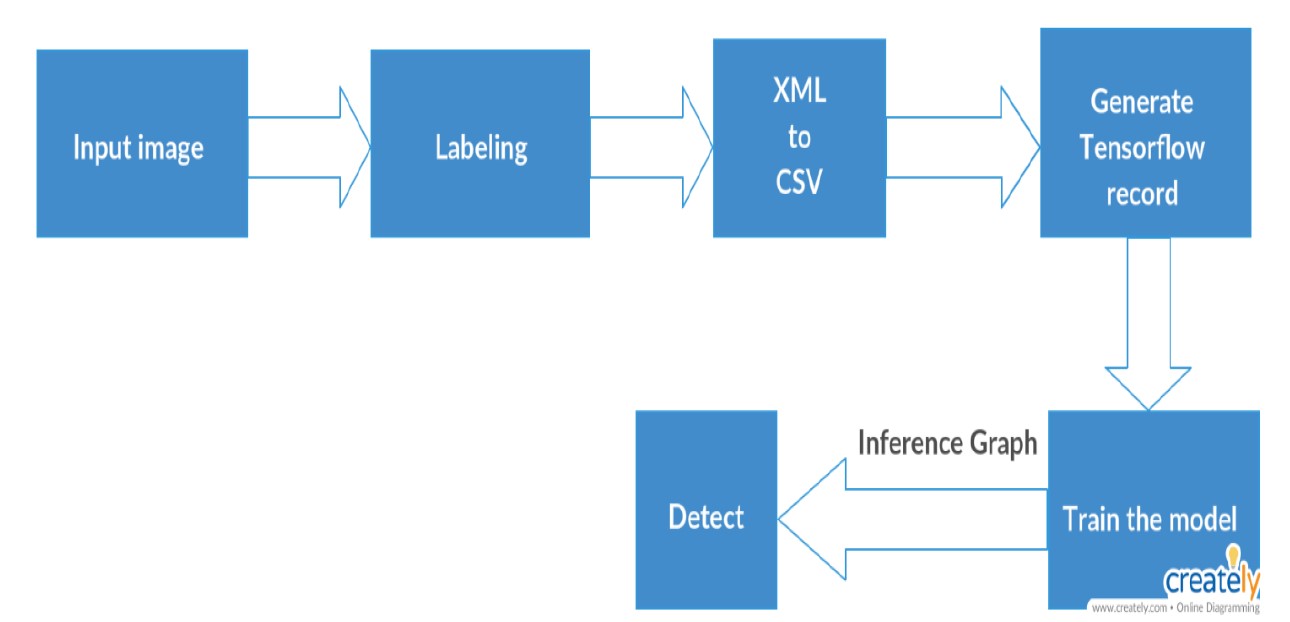 Input image
Labeling
XML
to
CSV
Generate
Tensorflow
record
Inference Graph
Detect
Train the model
creately
www.creately.com • Online Diagramming